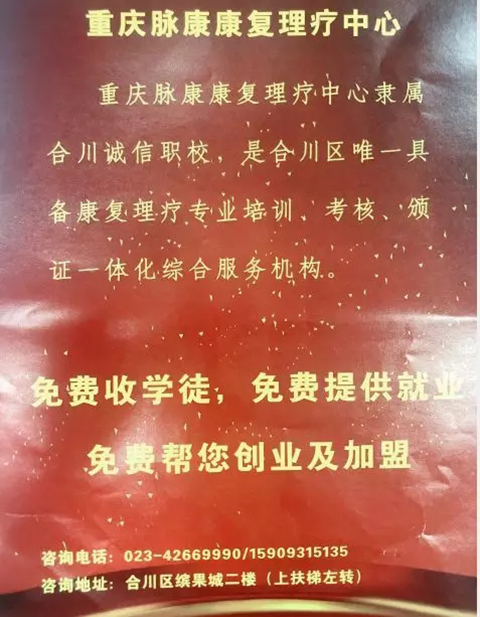 重庆脉康康复理疗中心
重庆脉康康复理疗中心隶属
合川诚信职校，是合川区唯一具
备康复理疗专业培训、考核、颁
证一体化综合服务机构。
免费收学徒，免费提供就业
免费帮您创业及加盟
咨询电话：023-42669990/15909315135
咨询地址：合川区缤果城二楼（上扶梯左转）